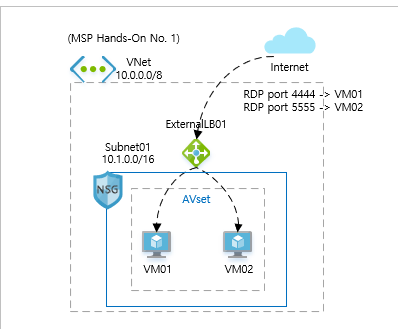 (MSP Hands-On No. 1)
VNet
10.0.0.0/8
Internet
RDP port 4444 -> VM01
RDP port 5555 -> VM02
ExternalLB01
Subnet01
10.1.0.0/16
NSG
AVset
VM01
VM02